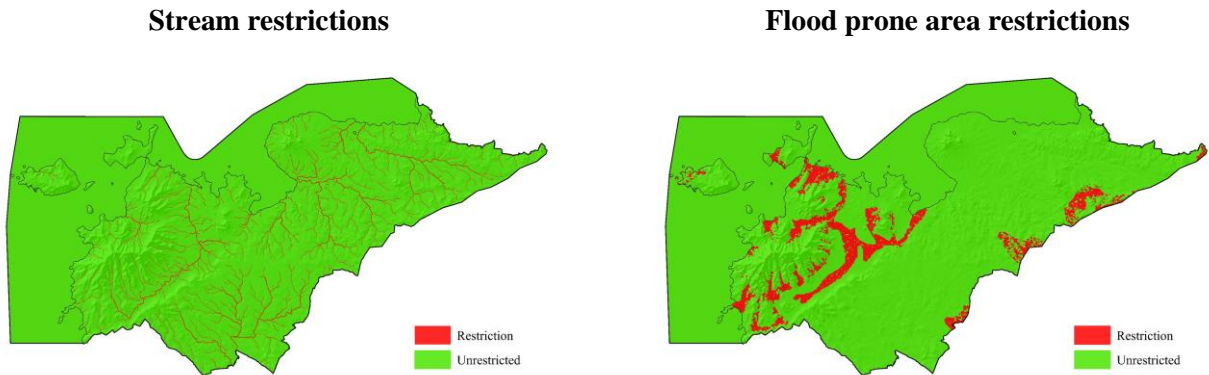 Stream restrictions
Flood prone area restrictions
Restriction
Unrestricted
Restriction
Unrestricted